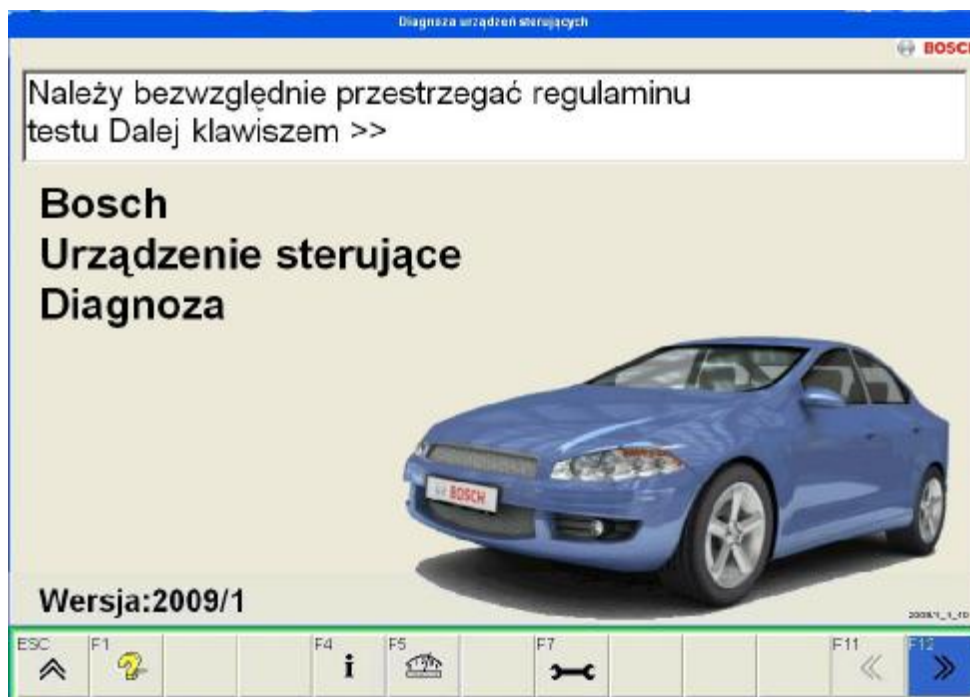 Diagnoza urządzeń sterujących
BOSCH
Należy bezwzględnie przestrzegać regulaminu
testu Dalej klawiszem >>
Bosch
Urządzenie sterujące
Diagnoza
BOSCH
Wersja:2009/1
ESC F1 F4 F5 F7 F11 F12
i